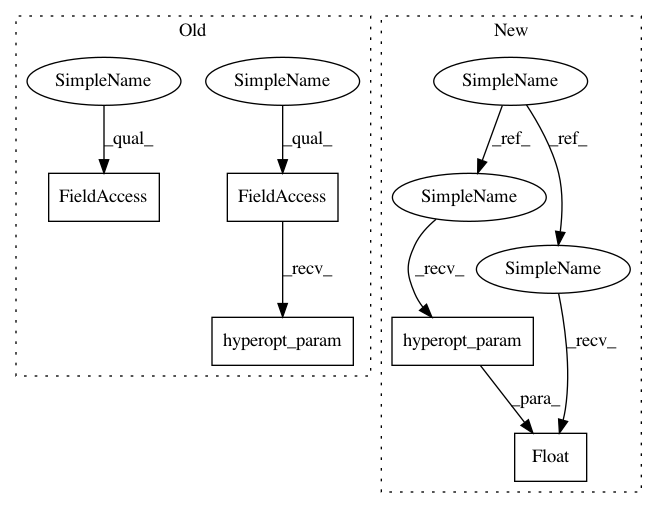 Old
New
SimpleName
SimpleName
SimpleName
_qual_
_qual_
_ref_
_ref_
FieldAccess
FieldAccess
SimpleName
SimpleName
_recv_
_recv_
_recv_
hyperopt_param
hyperopt_param
_para_
Float